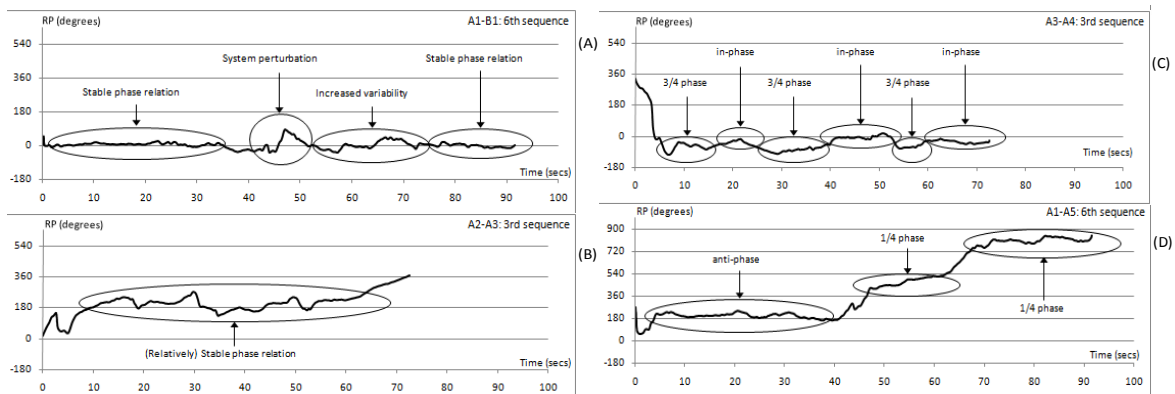 RP (degrees)
A1-B1: 6th sequence
(A)
540
360
180
0
-180
System perturbation
Stable phase relation
Stable phase relation
Increased variability
Time (secs)
0 10 20 30 40 50 60 70 80 90 100
RP (degrees)
A2-A3: 3rd sequence
(B)
540
360
180
0
-180
(Relatively) Stable phase relation
Time (secs)
0 10 20 30 40 50 60 70 80 90 100
RP (degrees)
A3-A4: 3rd sequence
(C)
540
360
180
0
-180
in-phase in-phase in-phase
3/4 phase 3/4 phase 3/4 phase
Time (secs)
0 10 20 30 40 50 60 70 80 90 100
RP (degrees)
A1-A5: 6th sequence
(D)
900
720
540
360
180
0
-180
1/4 phase
anti-phase
1/4 phase
Time (secs)
0 10 20 30 40 50 60 70 80 90 100